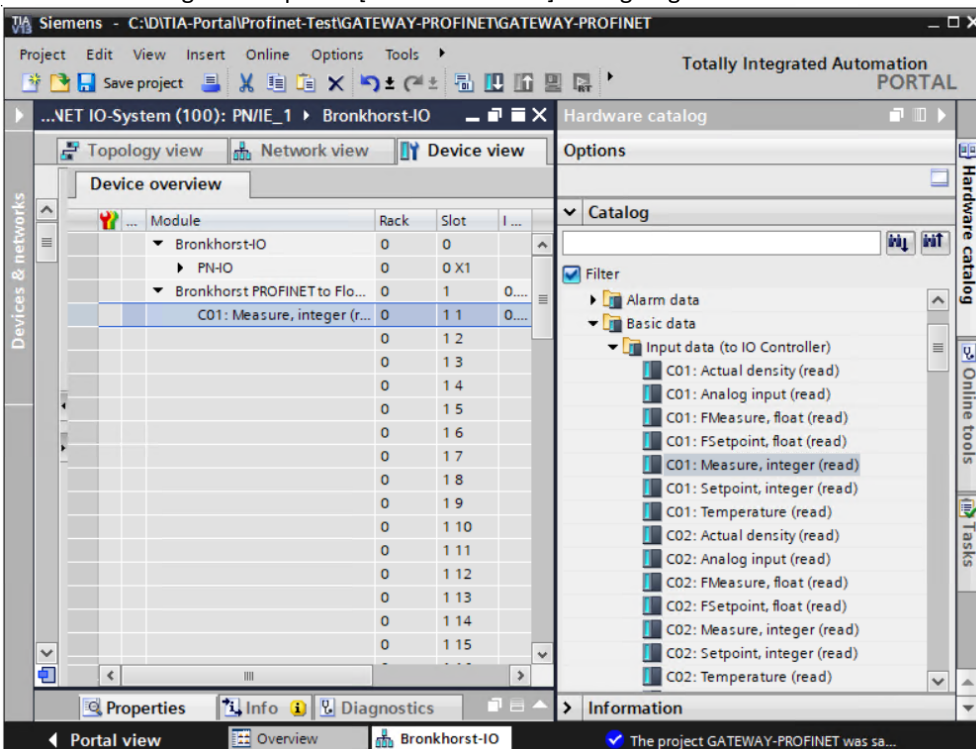 Siemens - C:\D\TIA-Portal\Profinet-Test\GATEWAY-PROFINET\GATEWAY-PROFINET
Project Edit View Insert Online Options Tools
Save project
Totally Integrated Automation
PORTAL
...NET IO-System (100): PN/IE_1 Bronkhorst-IO
Hardware catalog
Topology view Network view Device view
Options
Device overview
... Module Rack Slot I ...
Catalog
Bronkhorst-IO 0 0
PN-IO 0 0 X1
Filter
Bronkhorst PROFINET to Flo... 0 1 0....
C01: Measure, integer (r... 0 1 1 0....
0 1 2
0 1 3
0 1 4
0 1 5
0 1 6
0 1 7
0 1 8
0 1 9
0 1 10
0 1 11
0 1 12
0 1 13
0 1 14
0 1 15
Alarm data
Basic data
Input data (to IO Controller)
C01: Actual density (read)
C01: Analog input (read)
C01: FMeasure, float (read)
C01: FSetpoint, float (read)
C01: Measure, integer (read)
C01: Setpoint, integer (read)
C01: Temperature (read)
C02: Actual density (read)
C02: Analog input (read)
C02: FMeasure, float (read)
C02: FSetpoint, float (read)
C02: Measure, integer (read)
C02: Setpoint, integer (read)
C02: Temperature (read)
Devices & networks
Hardware catalog
Online tools
Tasks
Properties Info Diagnostics
Information
Portal view Overview Bronkhorst-IO The project GATEWAY-PROFINET was sa...